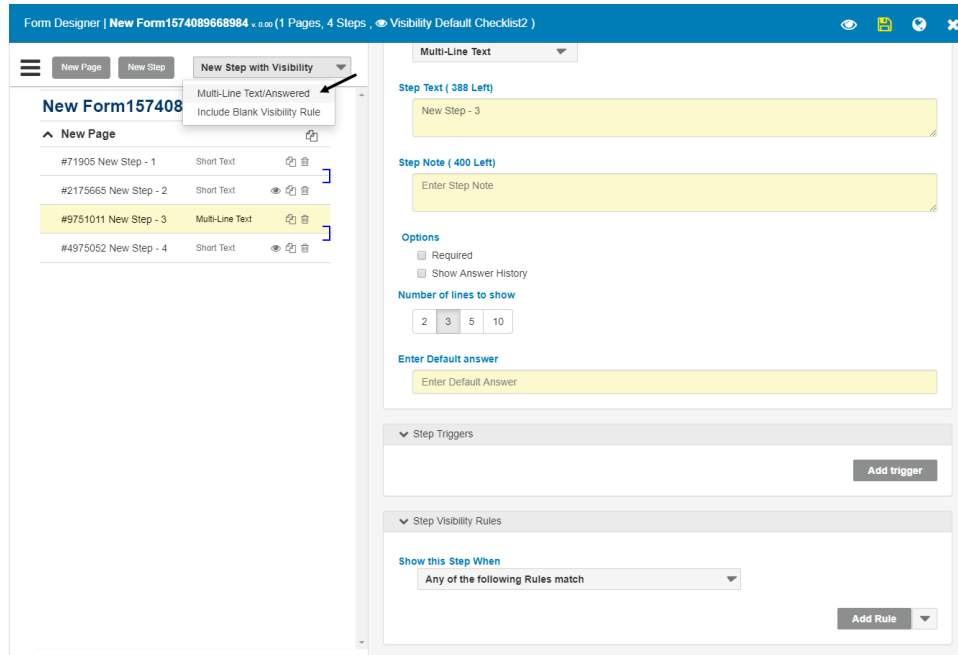 Form Designer | New Form1574089668984 v. 0.00 (1 Pages, 4 Steps , Visibility Default Checklist2 )
New Page New Step New Step with Visibility
Multi-Line Text/Answered
Include Blank Visibility Rule
New Form157408
New Page
#71905 New Step - 1 Short Text
#2175665 New Step - 2 Short Text
#9751011 New Step - 3 Multi-Line Text
#4975052 New Step - 4 Short Text
Multi-Line Text
Step Text ( 388 Left)
New Step - 3
Step Note ( 400 Left)
Enter Step Note
Options
Required
Show Answer History
Number of lines to show
2 3 5 10
Enter Default answer
Enter Default Answer
Step Triggers
Add trigger
Step Visibility Rules
Show this Step When
Any of the following Rules match
Add Rule